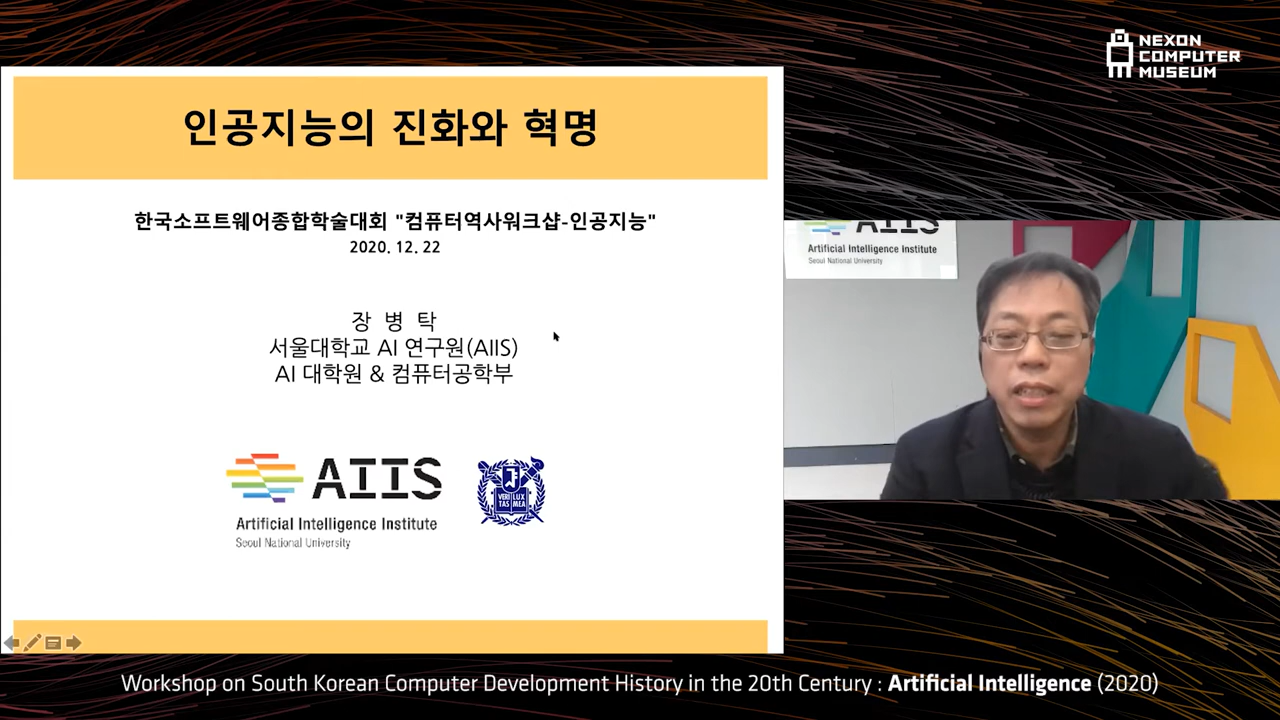 NEXON
COMPUTER
MUSEUM
인공지능의 진화와 혁명
한국소프트웨어종합학술대회 "컴퓨터역사워크샵-인공지능"
2020. 12. 22
장 병 탁
서울대학교 AI 연구원(AIIS)
AI 대학원 & 컴퓨터공학부
AIIS
Artificial Intelligence Institute
Seoul National University
VERI
TAS
LUX
MEA
AIIS
Artificial Intelligence Institute
Seoul National University
Workshop on South Korean Computer Development History in the 20th Century : Artificial Intelligence (2020)